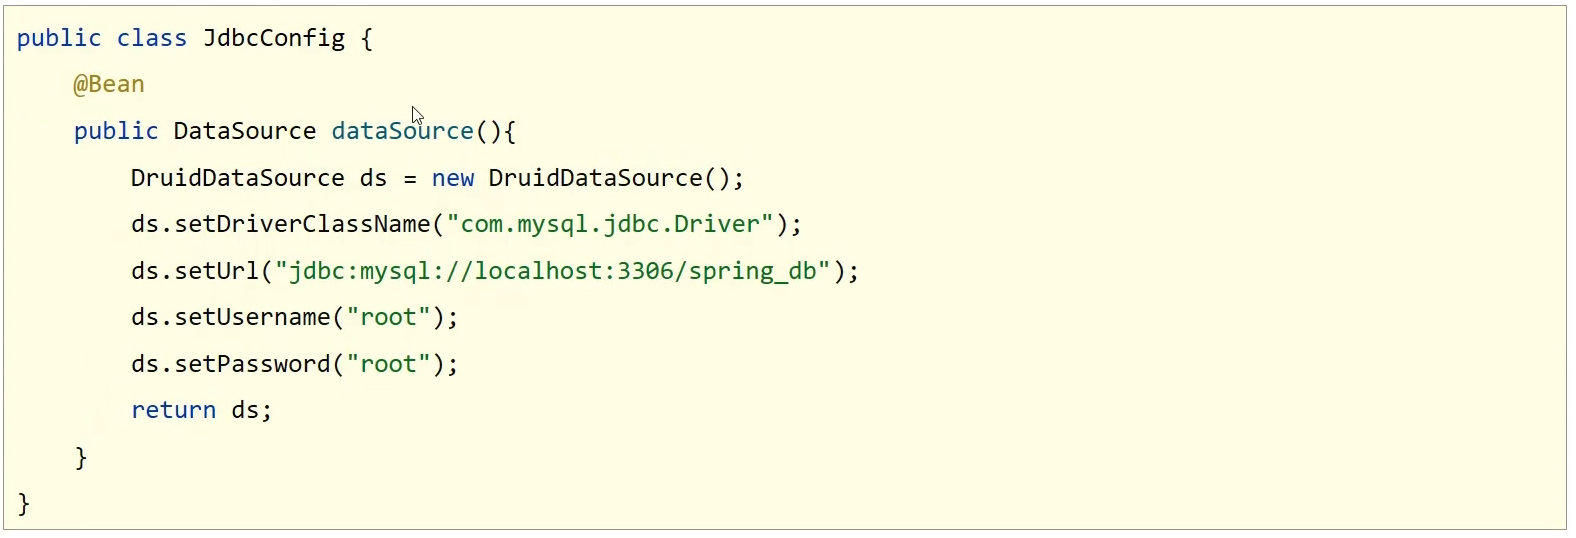 public class JdbcConfig {
    @Bean
    public DataSource dataSource(){
        DruidDataSource ds = new DruidDataSource();
        ds.setDriverClassName("com.mysql.jdbc.Driver");
        ds.setUrl("jdbc:mysql://localhost:3306/spring_db");
        ds.setUsername("root");
        ds.setPassword("root");
        return ds;
    }
}